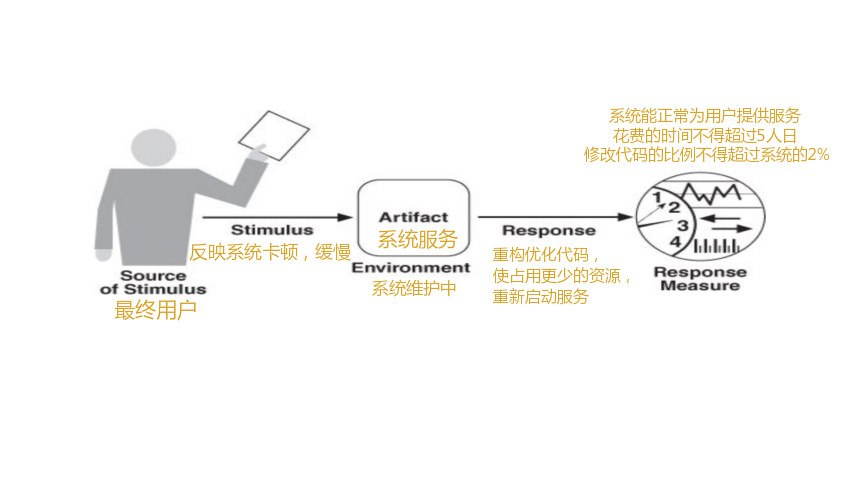 系统能正常为用户提供服务
花费的时间不得超过5人日
修改代码的比例不得超过系统的2%
Stimulus
反映系统卡顿，缓慢
Artifact
系统服务
Environment
系统维护中
Response
重构优化代码，
使占用更少的资源，
重新启动服务
1
2
3
4
Response
Measure
Source
of Stimulus
最终用户